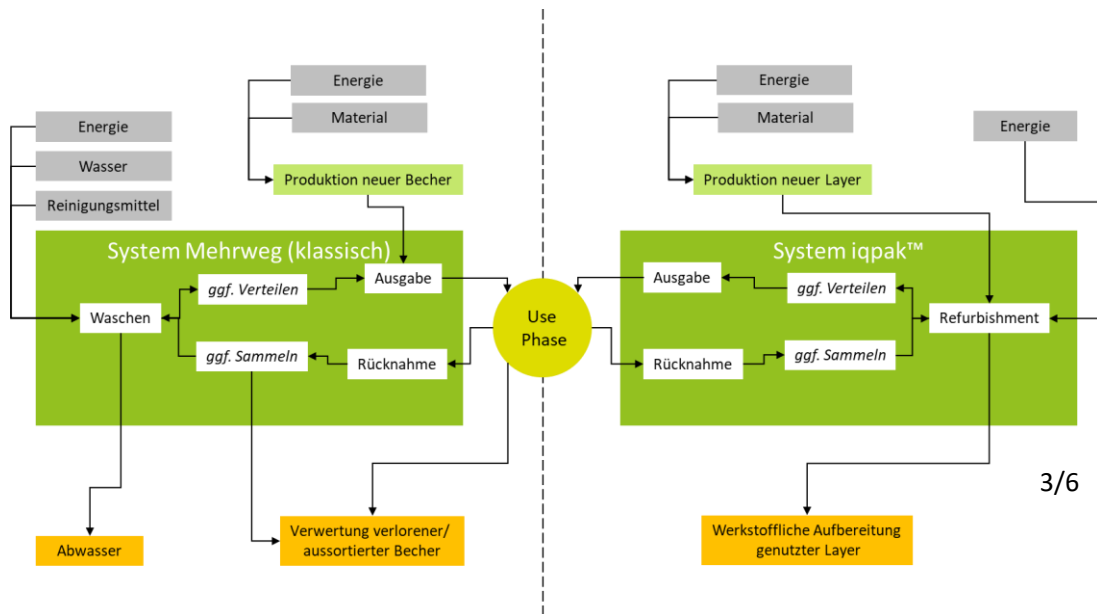 Energie
Material
Energie
Wasser
Reinigungsmittel
Produktion neuer Becher
System Mehrweg (klassisch)
ggf. Verteilen
Ausgabe
Waschen
ggf. Sammeln
Rücknahme
Abwasser
Verwertung verlorener/
aussortierter Becher
Use
Phase
Energie
Material
Energie
Produktion neuer Layer
System iqpak™
Ausgabe
ggf. Verteilen
Refurbishment
Rücknahme
ggf. Sammeln
Werkstoffliche Aufbereitung
genutzter Layer
3/6